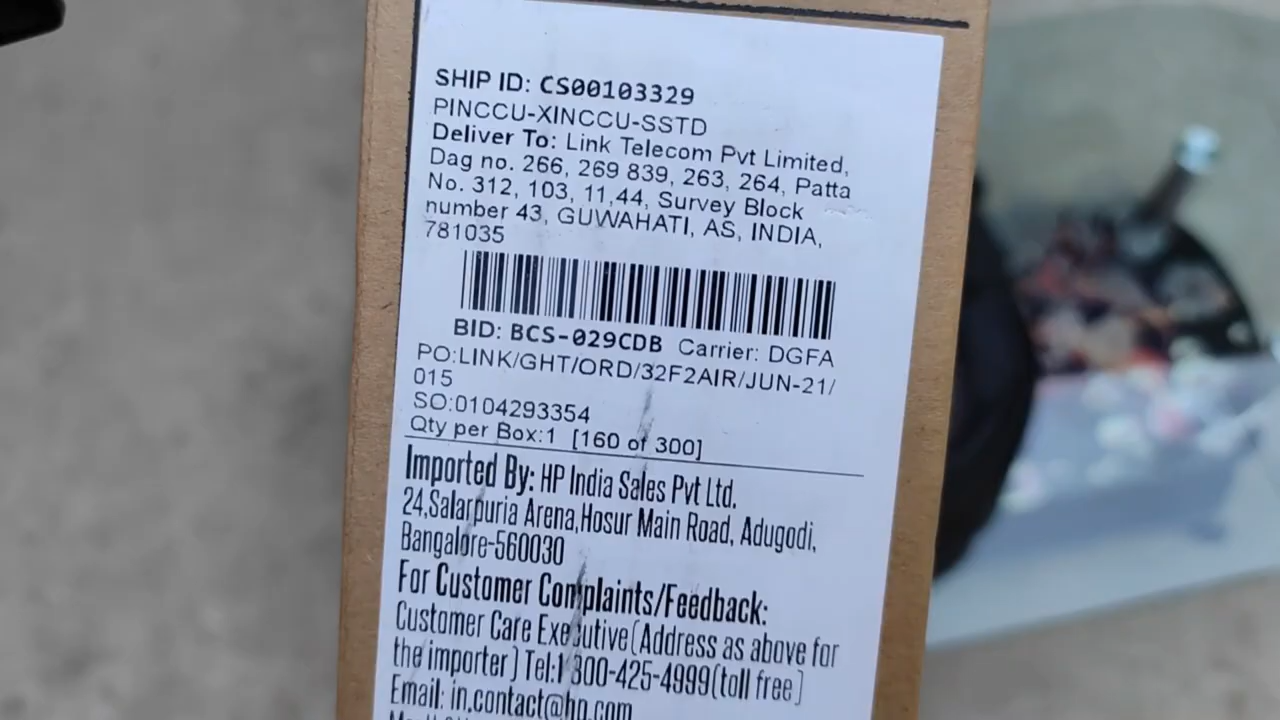 SHIP ID: CS00103329
PINCCU-XINCCU-SSTD
Deliver To: Link Telecom Pvt Limited,
Dag no. 266, 269 839, 263, 264, Patta
No. 312, 103, 11,44, Survey Block
number 43, GUWAHATI, AS, INDIA,
781035
BID: BCS-029CDB Carrier: DGFA
PO:LINK/GHT/ORD/32F2AIR/JUN-21/
015
SO:0104293354
Qty per Box:1 [160 of 300]
Imported By: HP India Sales Pvt Ltd.
24,Salarpuria Arena,Hosur Main Road, Adugodi,
Bangalore-560030
For Customer Complaints/Feedback:
Customer Care Executive(Address as above for
the importer) Tel:1 800-425-4999(toll free)
Email: in.contact@hp.com